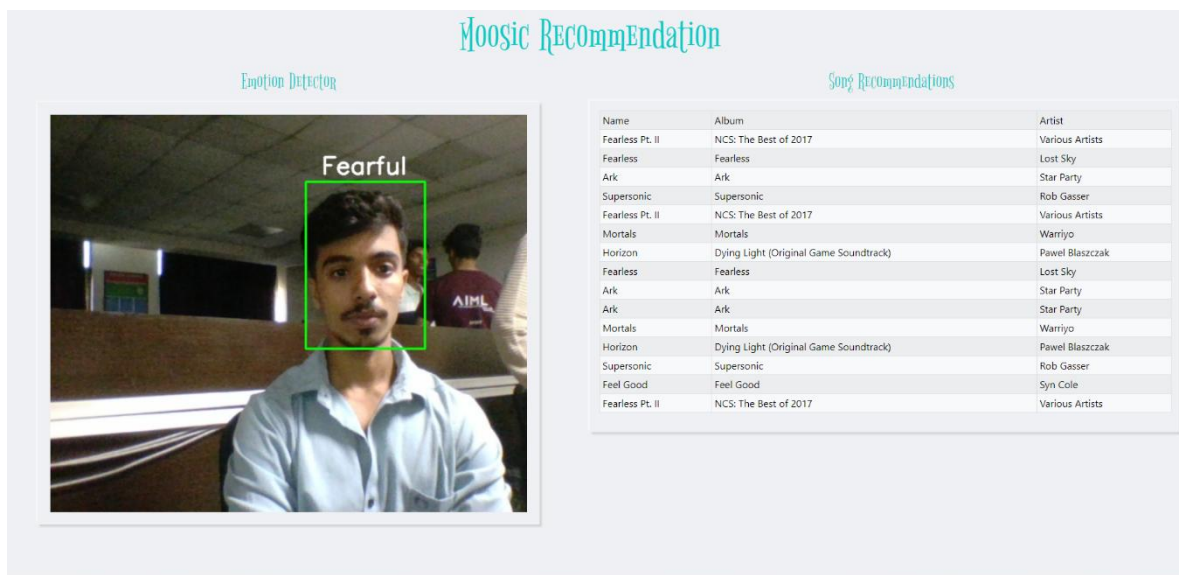 Moosic Recommendation
Emotion Detector
Fearful
AIML
Song Recommendations
Name Album Artist
Fearless Pt. II NCS: The Best of 2017 Various Artists
Fearless Fearless Lost Sky
Ark Ark Star Party
Supersonic Supersonic Rob Gasser
Fearless Pt. II NCS: The Best of 2017 Various Artists
Mortals Mortals Warriyo
Horizon Dying Light (Original Game Soundtrack) Pawel Blaszczak
Fearless Fearless Lost Sky
Ark Ark Star Party
Ark Ark Star Party
Mortals Mortals Warriyo
Horizon Dying Light (Original Game Soundtrack) Pawel Blaszczak
Supersonic Supersonic Rob Gasser
Feel Good Feel Good Syn Cole
Fearless Pt. II NCS: The Best of 2017 Various Artists